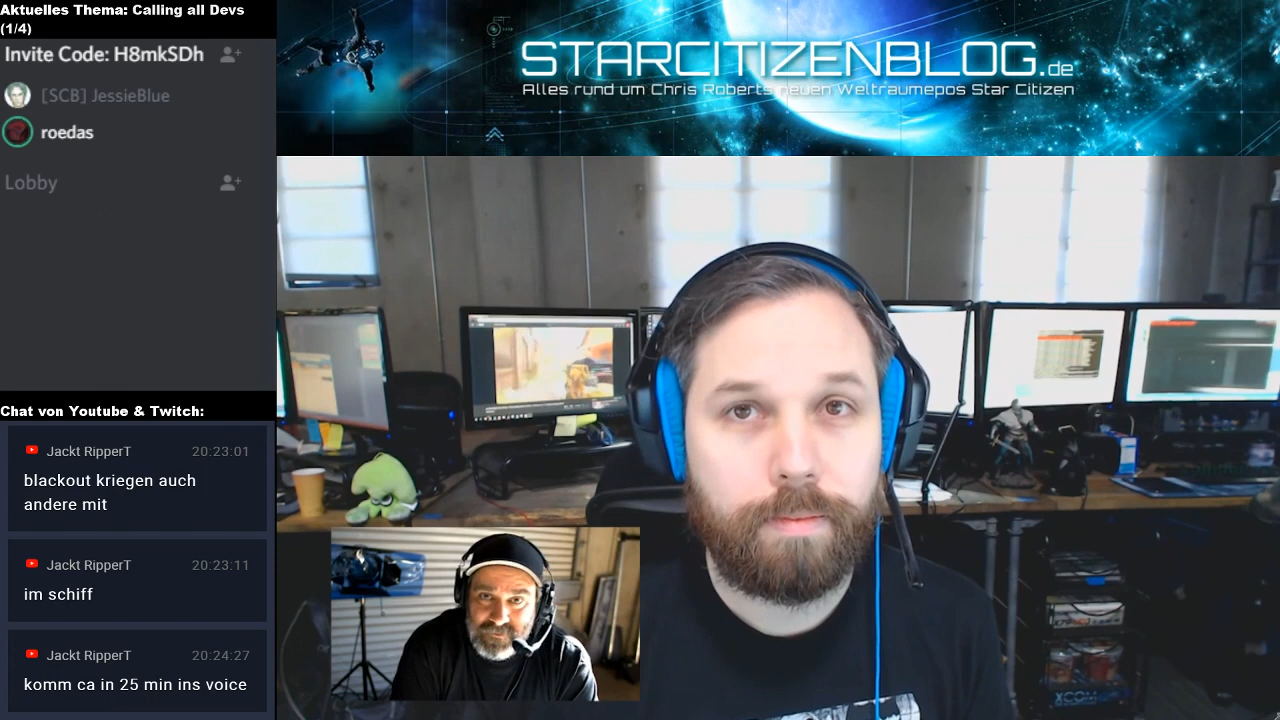 Aktuelles Thema: Calling all Devs
(1/4)
Invite Code: H8mkSDh
[SCB] JessieBlue
roedas
Lobby
Chat von Youtube & Twitch:
Jackt RipperT 20:23:01
blackout kriegen auch
andere mit
Jackt RipperT 20:23:11
im schiff
Jackt RipperT 20:24:27
komm ca in 25 min ins voice
STARCITIZENBLOG.de
Alles rund um Chris Roberts neuen Weltraumepos Star Citizen
XCOM